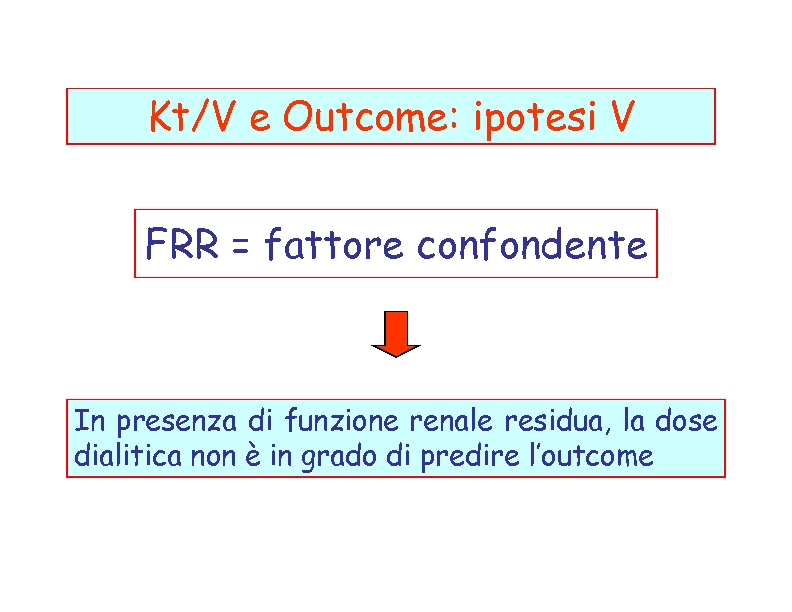 Kt/V e Outcome: ipotesi V
FRR = fattore confondente
In presenza di funzione renale residua, la dose
dialitica non è in grado di predire l’outcome